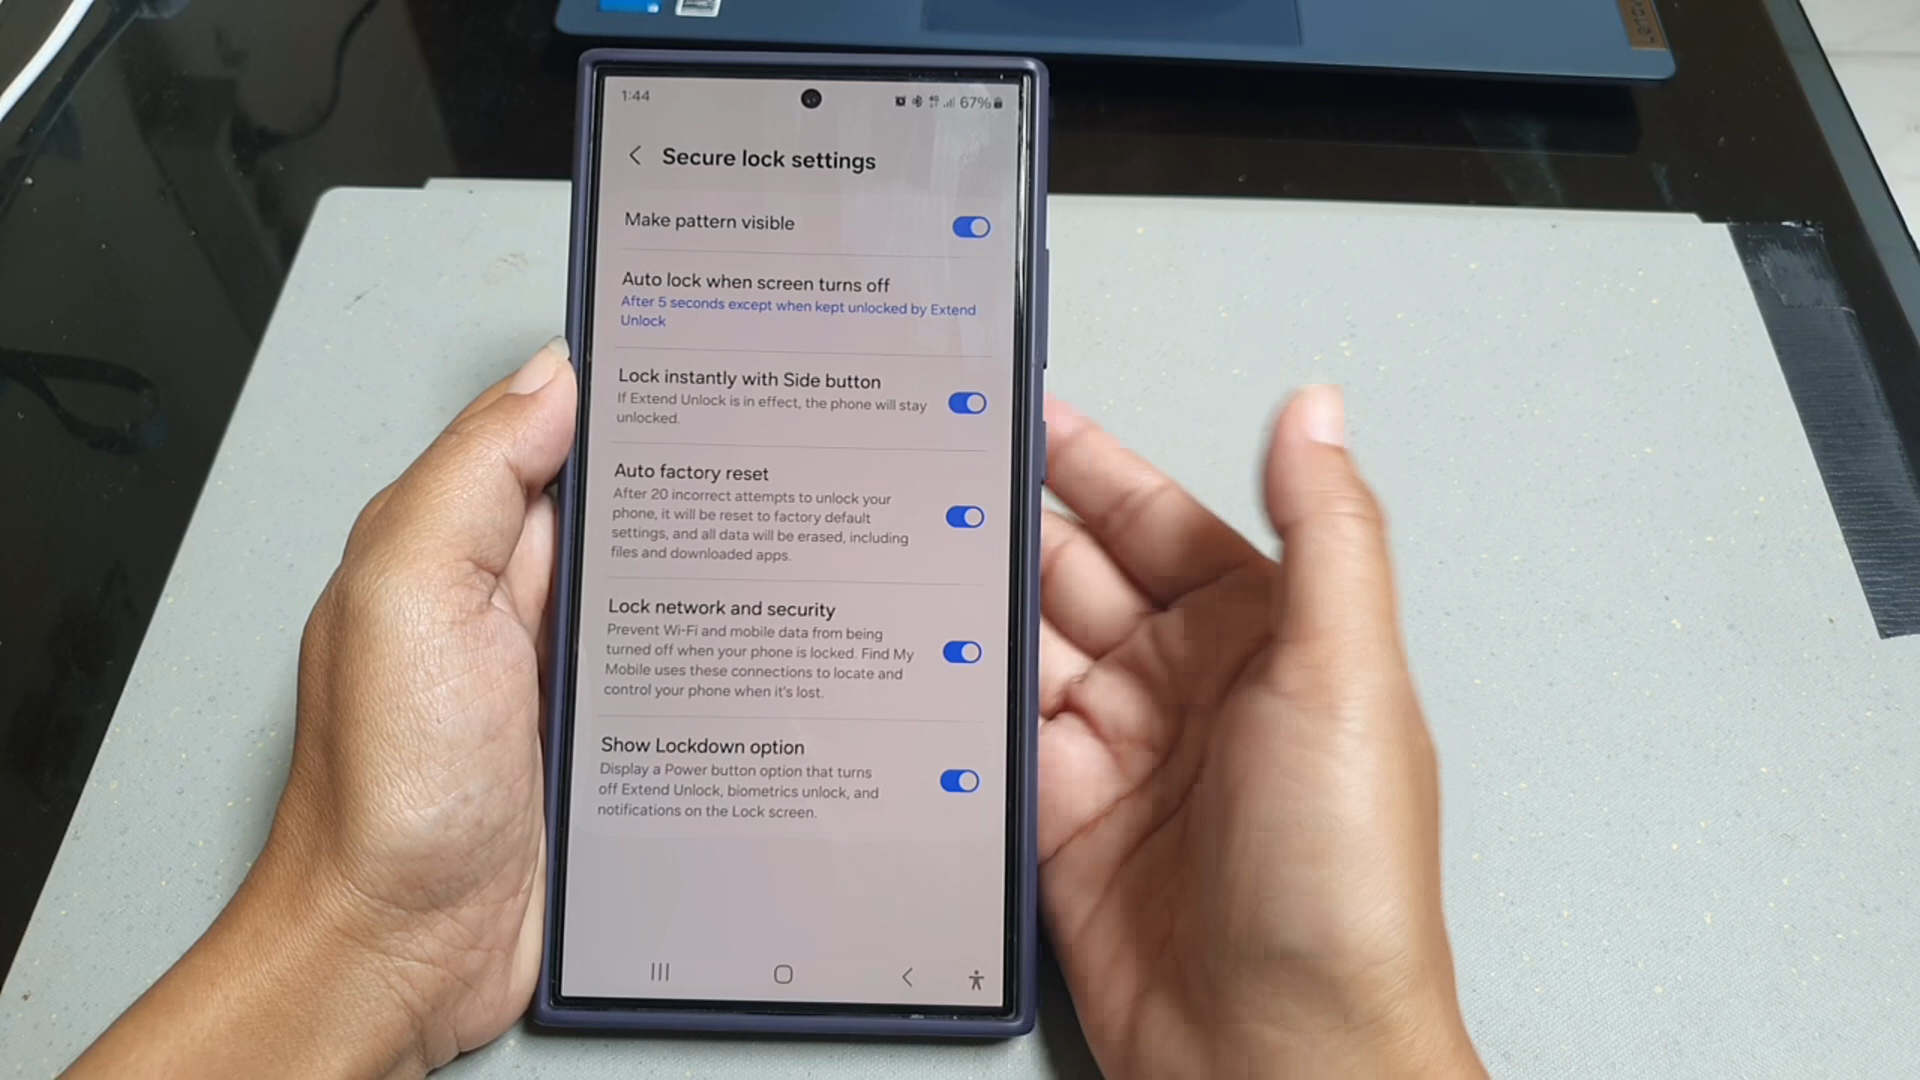 Lenovo
1:44
67%
Secure lock settings
Make pattern visible
Auto lock when screen turns off
After 5 seconds except when kept unlocked by Extend
Unlock
Lock instantly with Side button
If Extend Unlock is in effect, the phone will stay
unlocked.
Auto factory reset
After 20 incorrect attempts to unlock your
phone, it will be reset to factory default
settings, and all data will be erased, including
files and downloaded apps.
Lock network and security
Prevent Wi-Fi and mobile data from being
turned off when your phone is locked. Find My
Mobile uses these connections to locate and
control your phone when it's lost.
Show Lockdown option
Display a Power button option that turns
off Extend Unlock, biometrics unlock, and
notifications on the Lock screen.